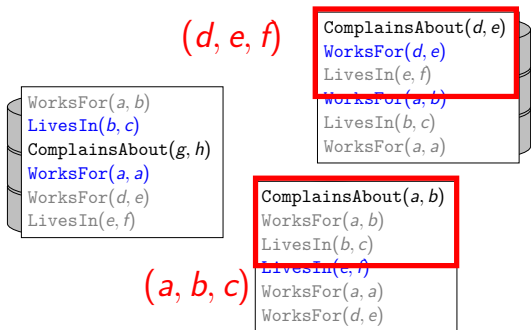 (d, e, f)
ComplainsAbout(d, e)
WorksFor(d, e)
LivesIn(e, f)
WorksFor(a, b)
LivesIn(b, c)
WorksFor(a, a)
WorksFor(a, b)
LivesIn(b, c)
ComplainsAbout(g, h)
WorksFor(a, a)
WorksFor(d, e)
LivesIn(e, f)
(a, b, c)
ComplainsAbout(a, b)
WorksFor(a, b)
LivesIn(b, c)
LivesIn(e, f)
WorksFor(a, a)
WorksFor(d, e)